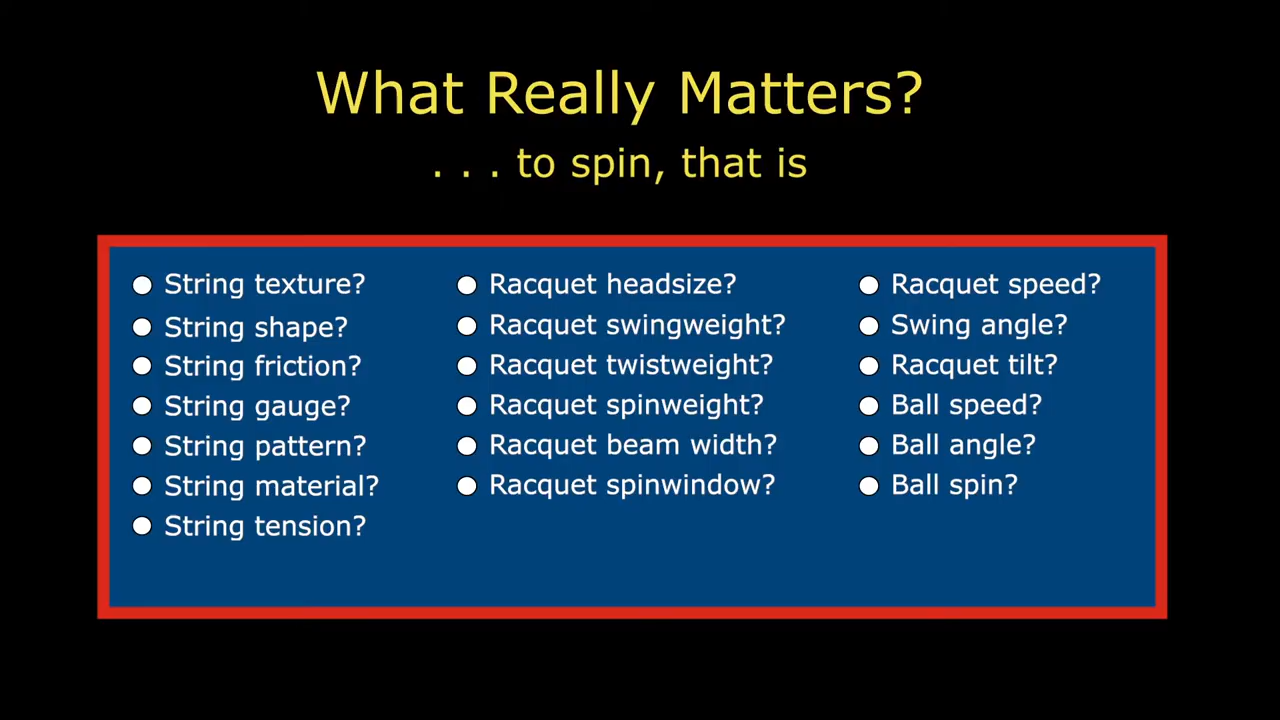 What Really Matters?
. . . to spin, that is
String texture?
String shape?
String friction?
String gauge?
String pattern?
String material?
String tension?
Racquet headsize?
Racquet swingweight?
Racquet twistweight?
Racquet spinweight?
Racquet beam width?
Racquet spinwindow?
Racquet speed?
Swing angle?
Racquet tilt?
Ball speed?
Ball angle?
Ball spin?